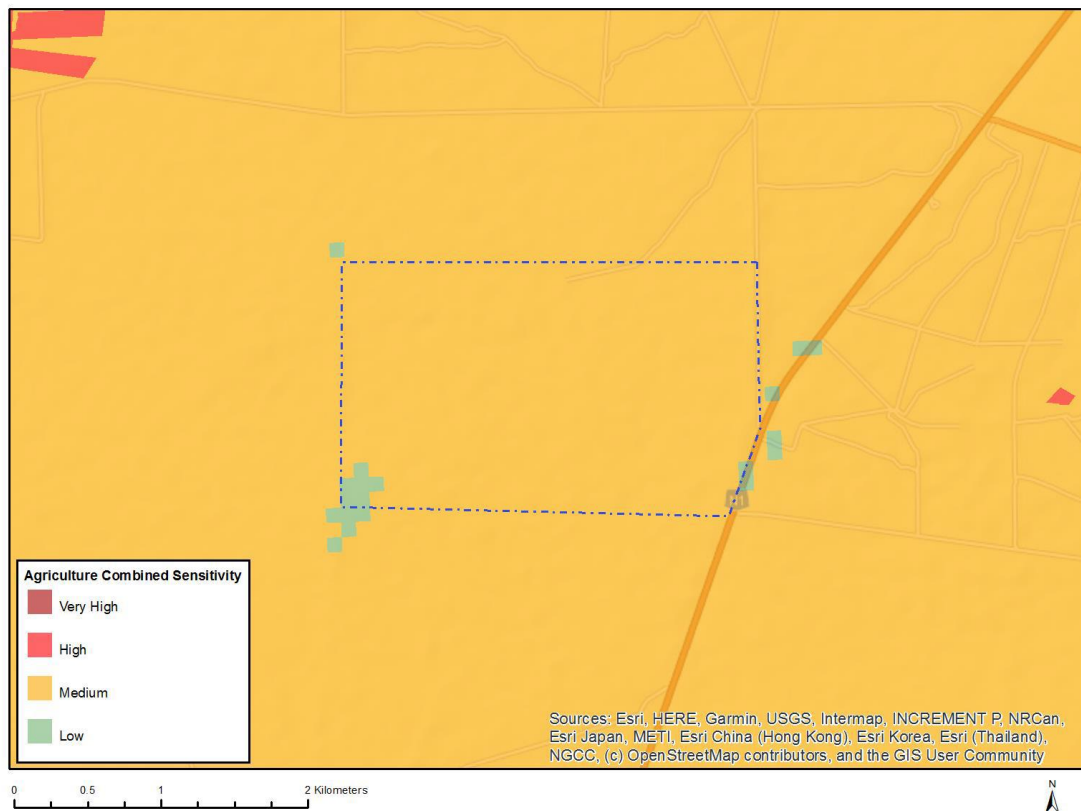 Agriculture Combined Sensitivity
Very High
High
Medium
Low
Sources: Esri, HERE, Garmin, USGS, Intermap, INCREMENT P, NRCan,
Esri Japan, METI, Esri China (Hong Kong), Esri Korea, Esri (Thailand),
NGCC, (c) OpenStreetMap contributors, and the GIS User Community
0 0.5 1 2 Kilometers
N